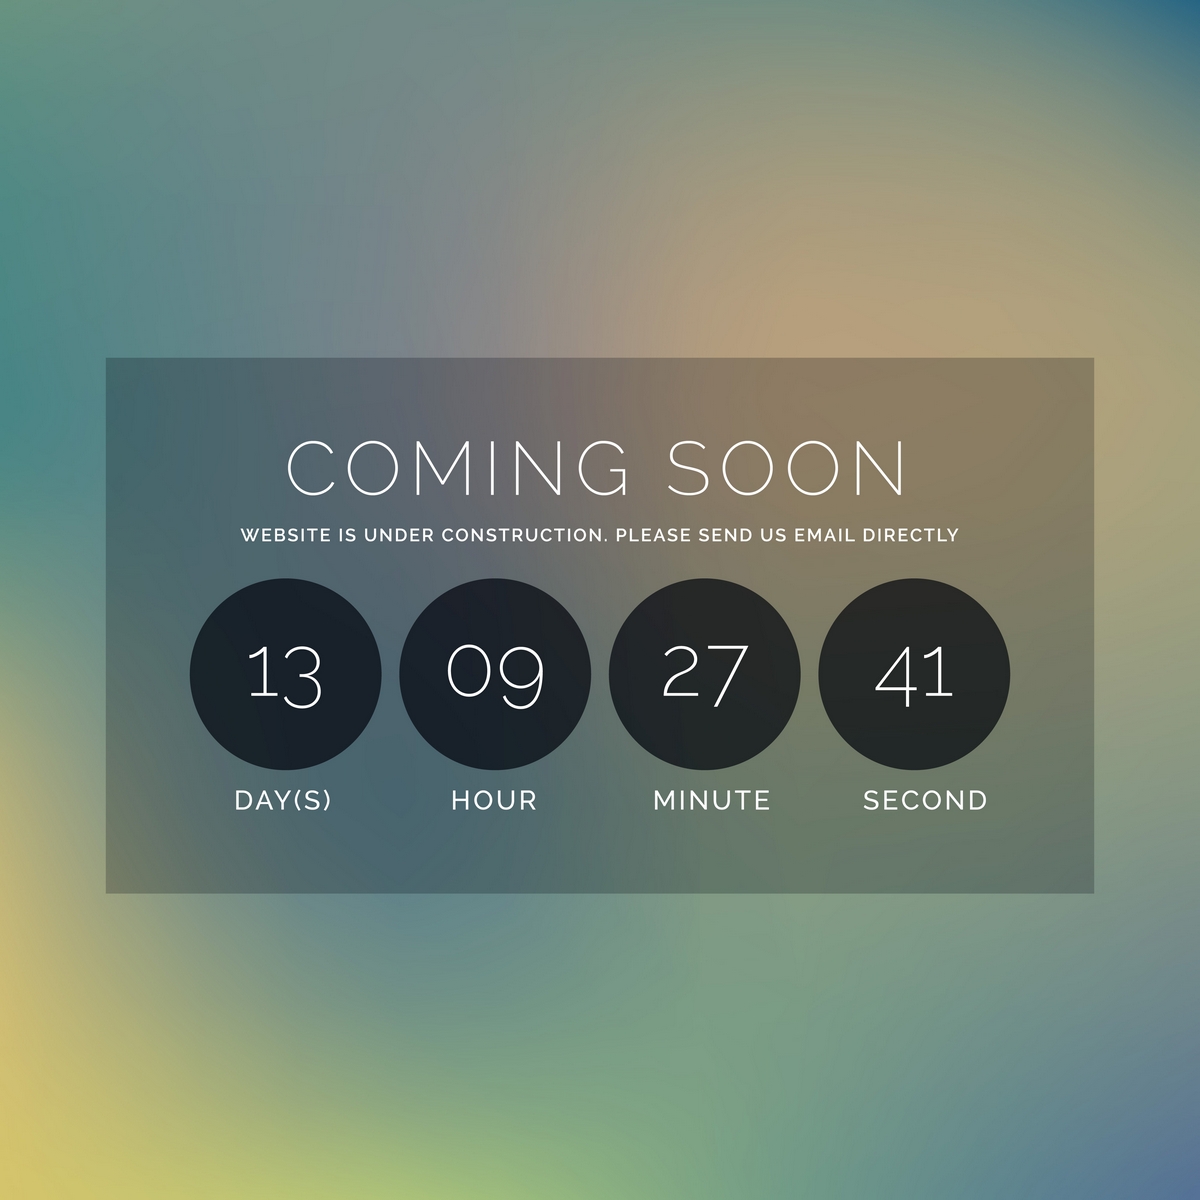 COMING SOON
WEBSITE IS UNDER CONSTRUCTION. PLEASE SEND US EMAIL DIRECTLY
13 09 27 41
DAY(S) HOUR MINUTE SECOND